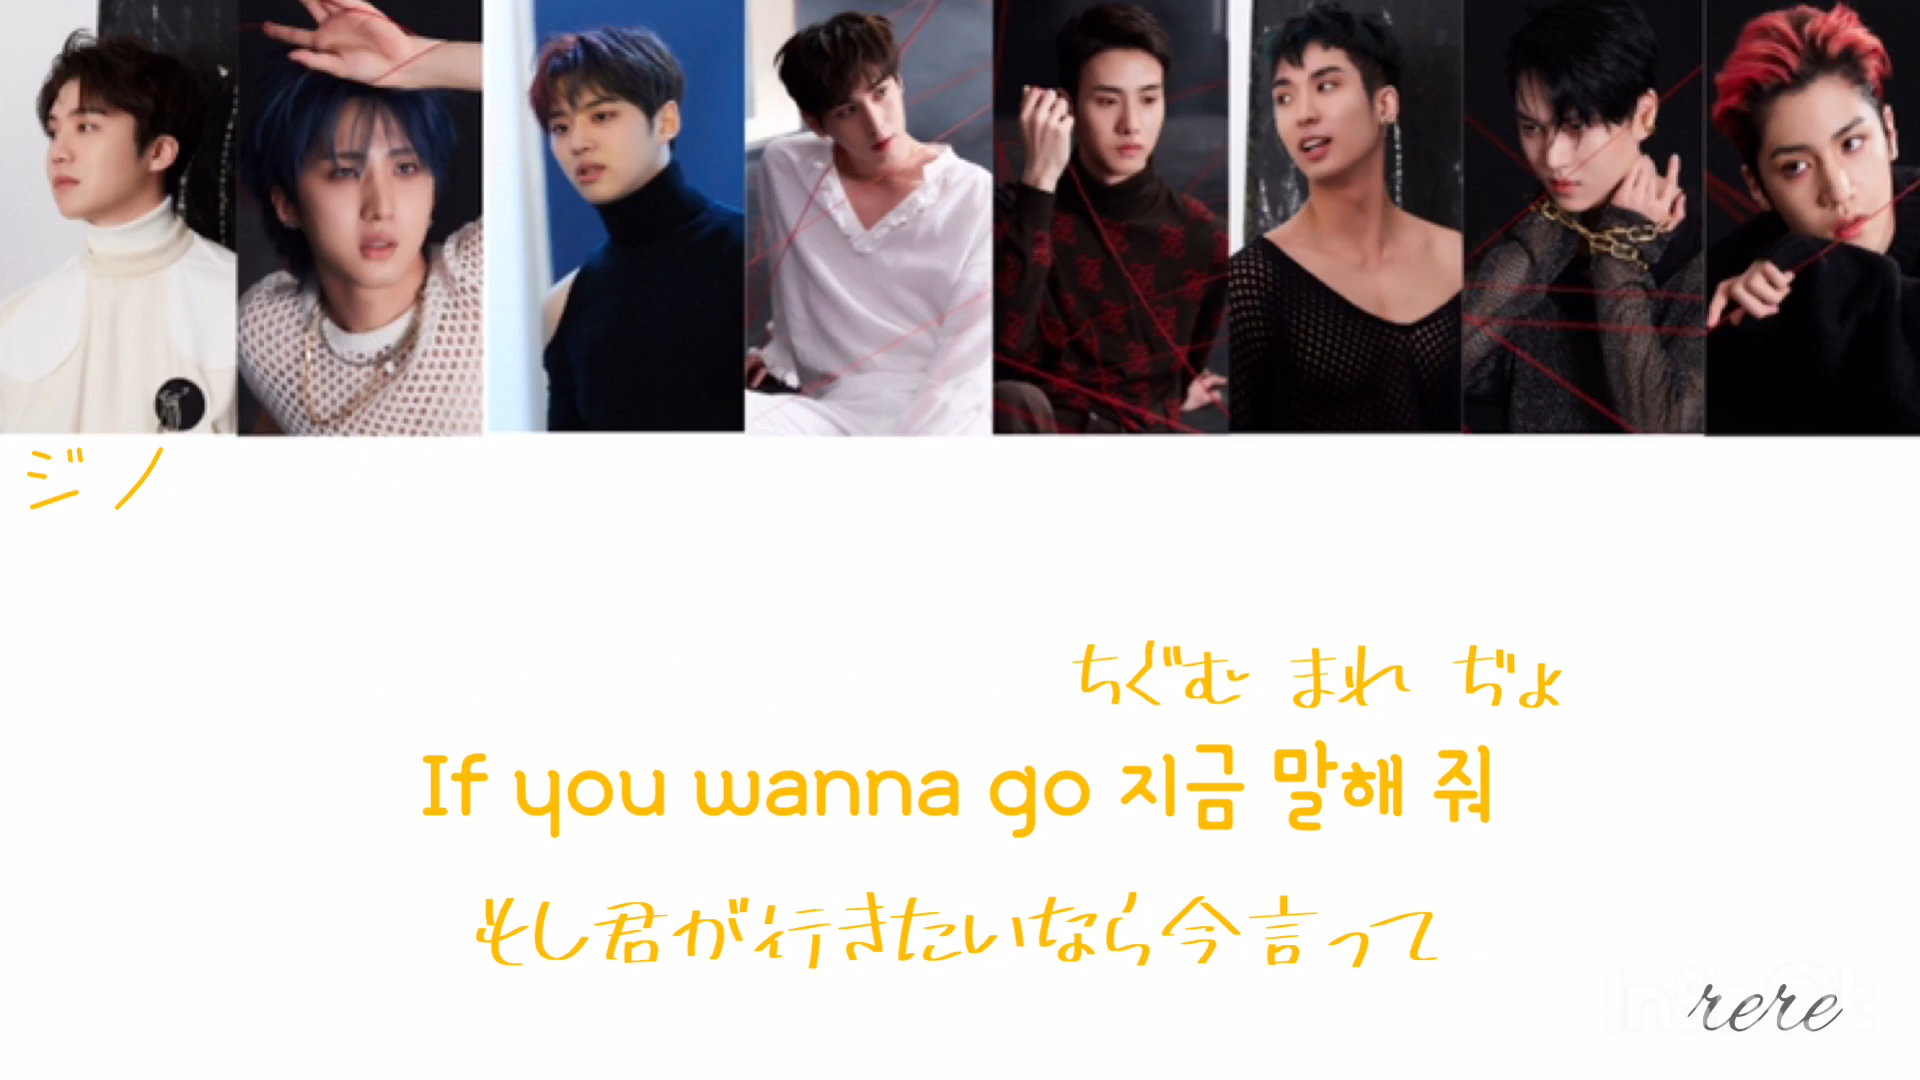 ジノ
ちぐむ まれ ぢょ
If you wanna go 지금 말해 줘
もし君が行きたいなら今言って
InShot
rere